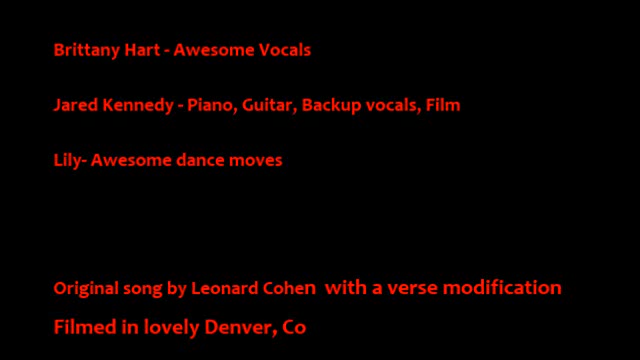 Brittany Hart - Awesome Vocals
Jared Kennedy - Piano, Guitar, Backup vocals, Film
Lily- Awesome dance moves
Original song by Leonard Cohen with a verse modification
Filmed in lovely Denver, Co